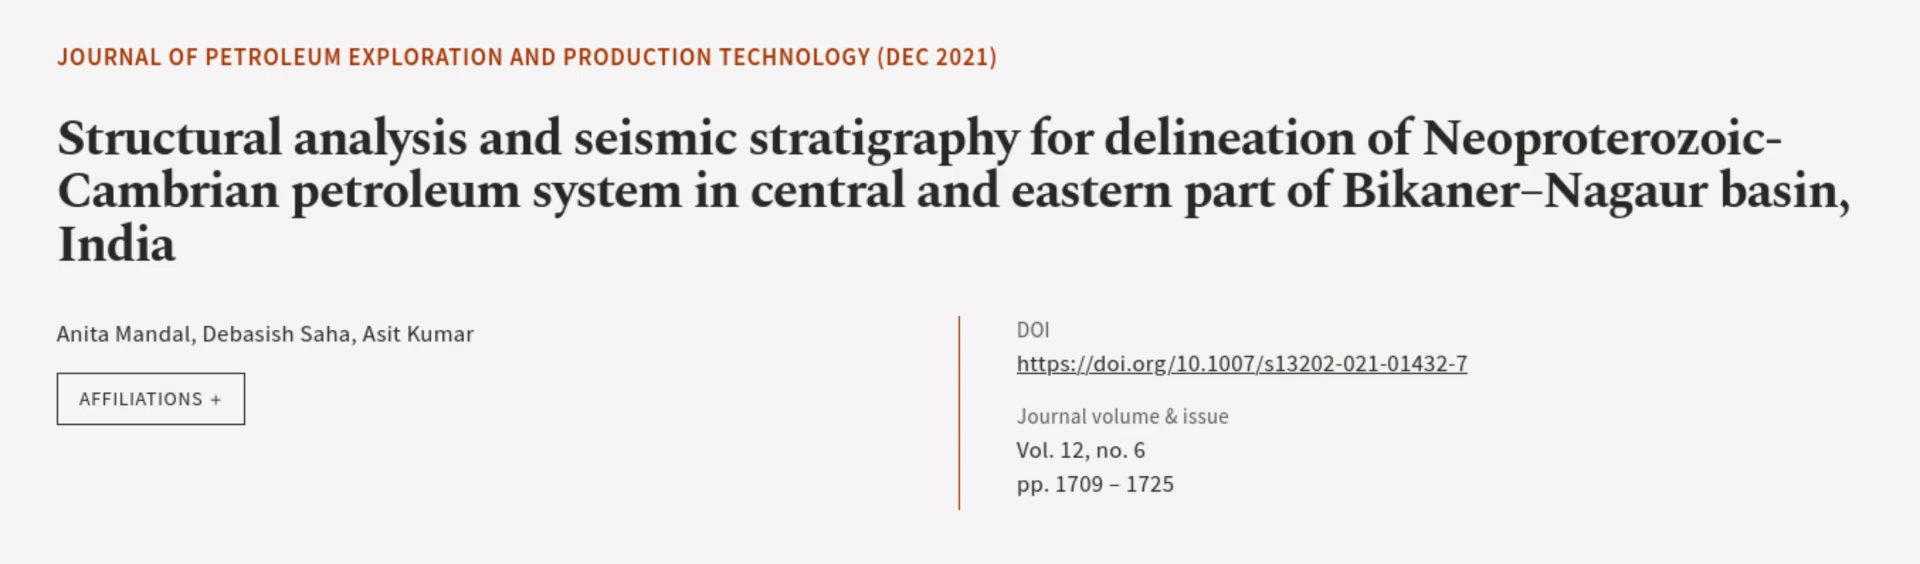 JOURNAL OF PETROLEUM EXPLORATION AND PRODUCTION TECHNOLOGY (DEC 2021)
Structural analysis and seismic stratigraphy for delineation of Neoproterozoic-
Cambrian petroleum system in central and eastern part of Bikaner–Nagaur basin,
India
Anita Mandal, Debasish Saha, Asit Kumar
AFFILIATIONS +
DOI
https://doi.org/10.1007/s13202-021-01432-7
Journal volume & issue
Vol. 12, no. 6
pp. 1709 – 1725